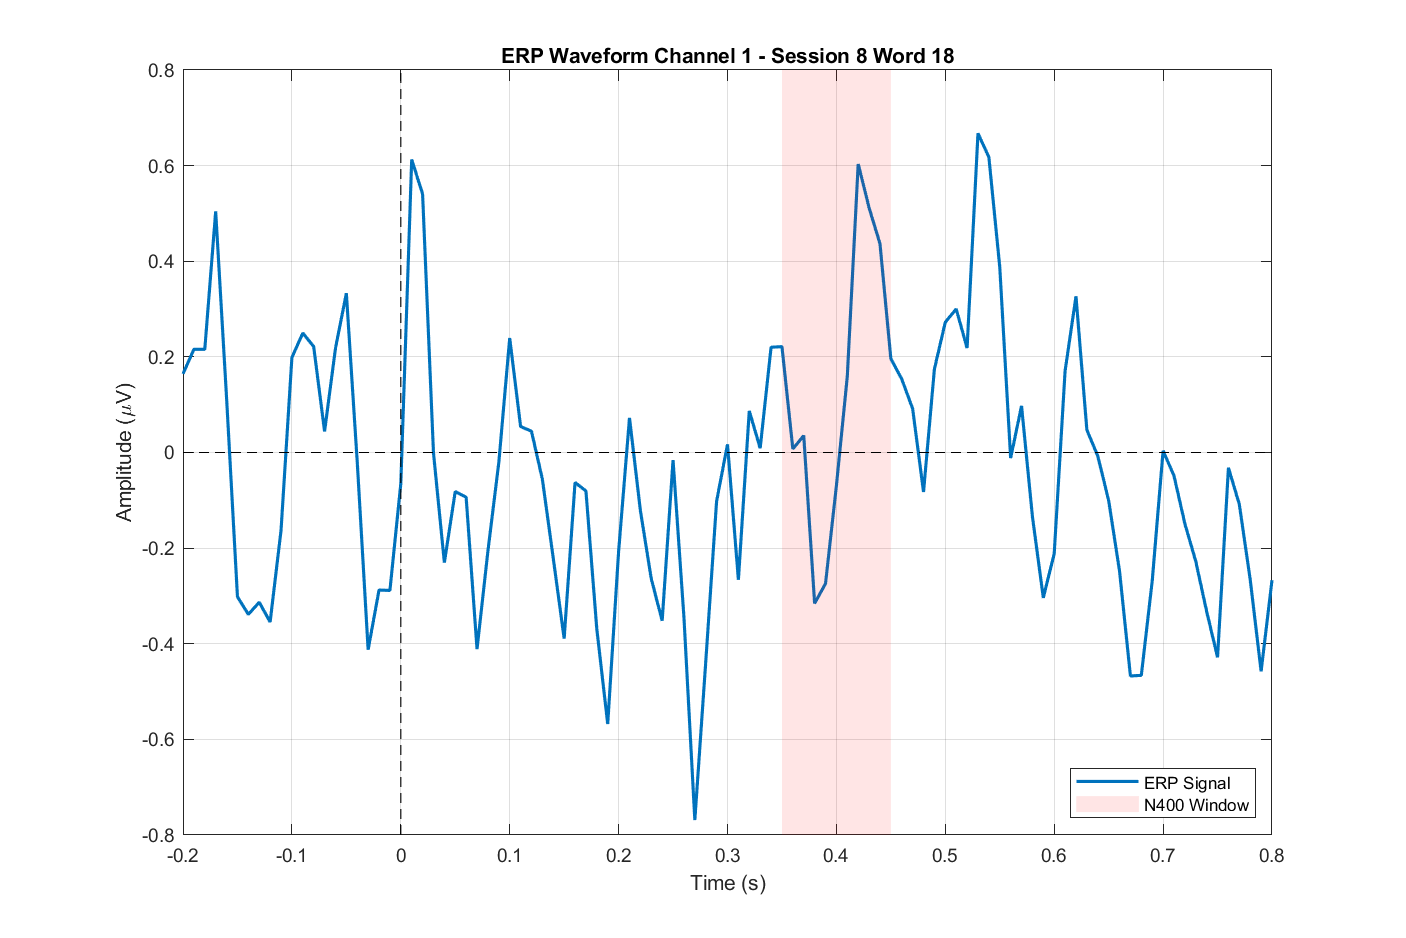 ERP Waveform Channel 1 - Session 8 Word 18
0.8
0.6
0.4
0.2
0
-0.2
-0.4
-0.6
-0.8
Amplitude (μV)
ERP Signal
N400 Window
-0.2 -0.1 0 0.1 0.2 0.3 0.4 0.5 0.6 0.7 0.8
Time (s)